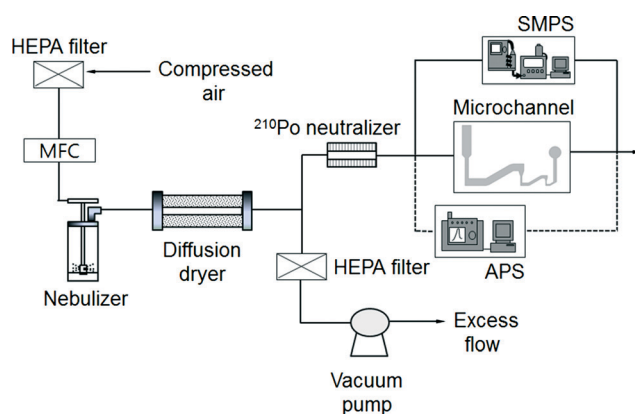 HEPA filter
Compressed
air
MFC
Nebulizer
Diffusion
dryer
²¹⁰Po neutralizer
HEPA filter
Vacuum
pump
Excess
flow
SMPS
Microchannel
APS